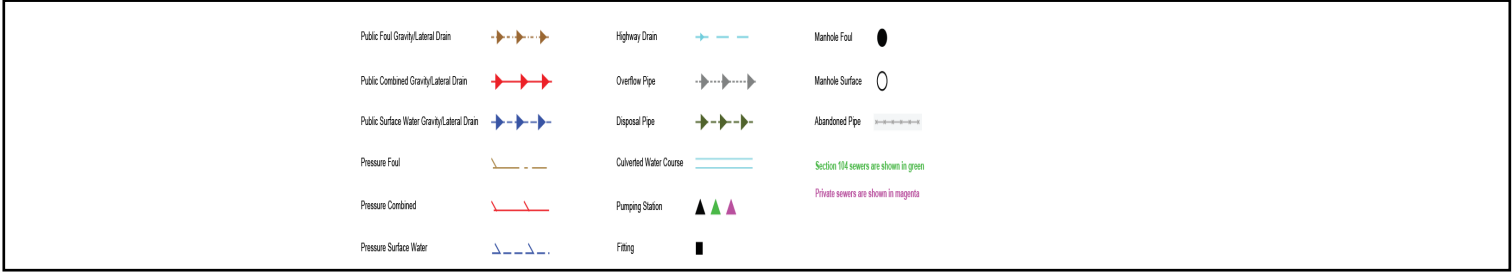 Public Foul Gravity/Lateral Drain
Public Combined Gravity/Lateral Drain
Public Surface Water Gravity/Lateral Drain
Pressure Foul
Pressure Combined
Pressure Surface Water
Highway Drain
Overflow Pipe
Disposal Pipe
Culverted Water Course
Pumping Station
Fitting
Manhole Foul
Manhole Surface
Abandoned Pipe
Section 104 sewers are shown in green
Private sewers are shown in magenta